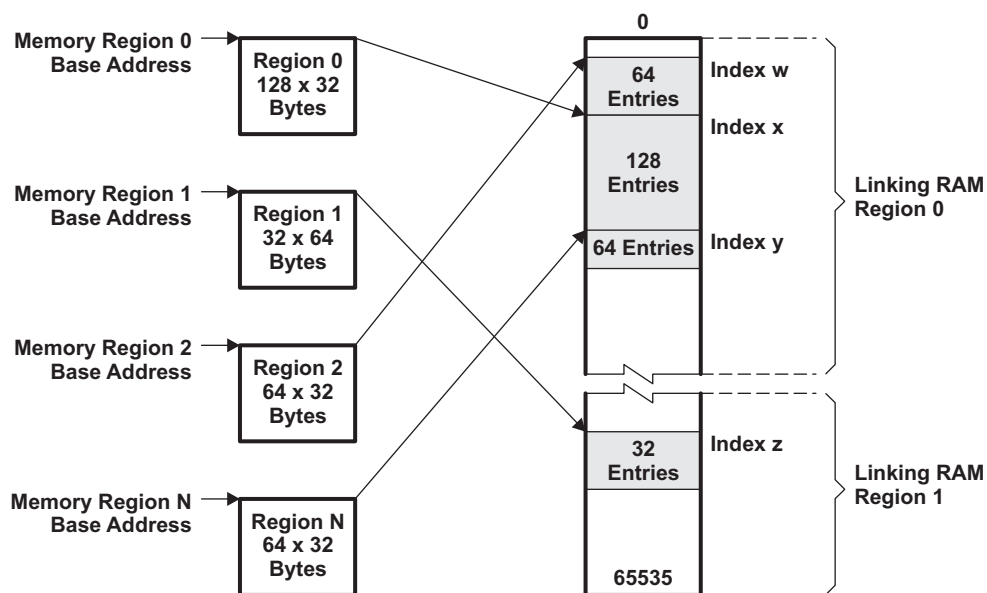 Memory Region 0
Base Address
Region 0
128 x 32
Bytes
Memory Region 1
Base Address
Region 1
32 x 64
Bytes
Memory Region 2
Base Address
Region 2
64 x 32
Bytes
Memory Region N
Base Address
Region N
64 x 32
Bytes
0
64
Entries
Index w
Index x
128
Entries
64 Entries
Index y
Linking RAM
Region 0
32
Entries
Index z
65535
Linking RAM
Region 1